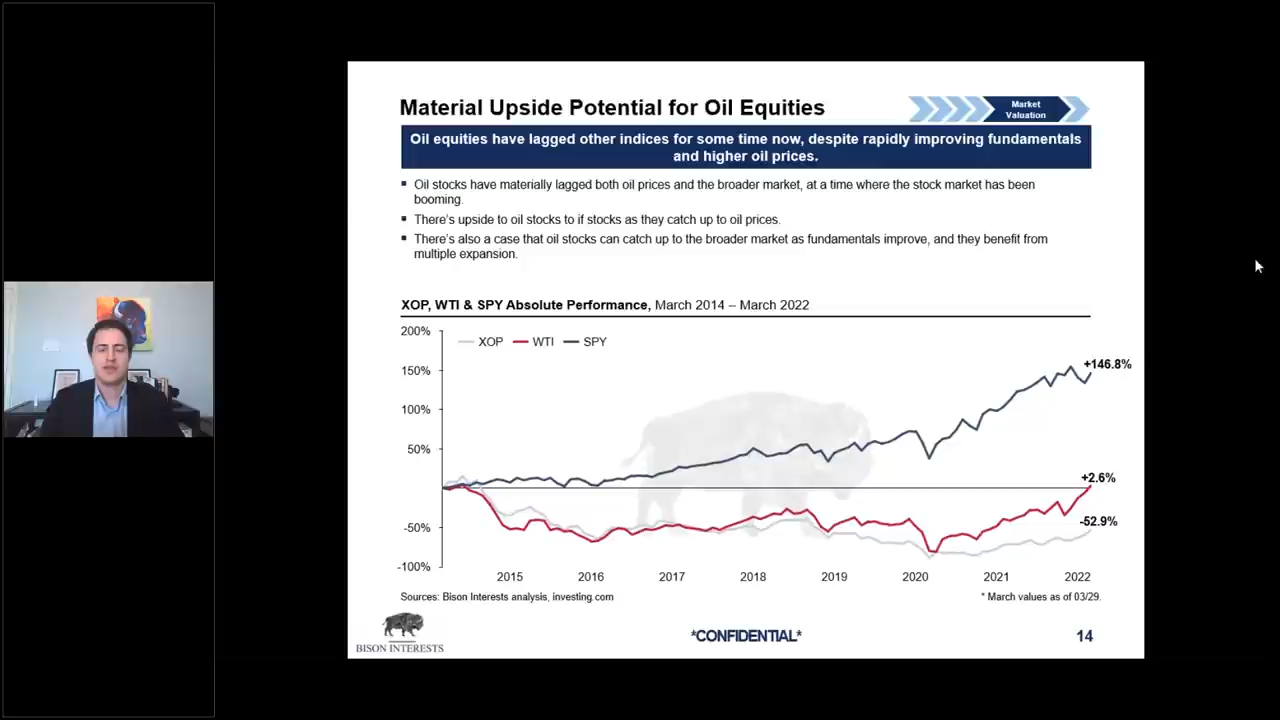 Material Upside Potential for Oil Equities
Market
Valuation
Oil equities have lagged other indices for some time now, despite rapidly improving fundamentals
and higher oil prices.
▪ Oil stocks have materially lagged both oil prices and the broader market, at a time where the stock market has been
booming.
▪ There's upside to oil stocks to if stocks as they catch up to oil prices.
▪ There's also a case that oil stocks can catch up to the broader market as fundamentals improve, and they benefit from
multiple expansion.
XOP, WTI & SPY Absolute Performance, March 2014 – March 2022
200%
XOP WTI SPY
+146.8%
150%
100%
50%
+2.6%
-50%
-52.9%
-100%
2015 2016 2017 2018 2019 2020 2021 2022
Sources: Bison Interests analysis, investing.com
* March values as of 03/29.
BISON INTERESTS
*CONFIDENTIAL*
14